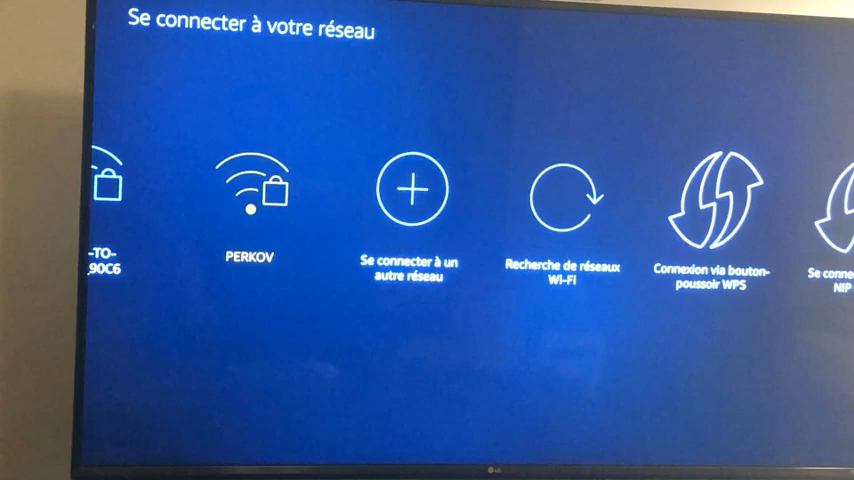 Se connecter à votre réseau
-TO-
90C6
PERKOV
Se connecter à un
autre réseau
Recherche de réseaux
Wi-Fi
Connexion via bouton-
poussoir WPS
Se conne
NIP
LG